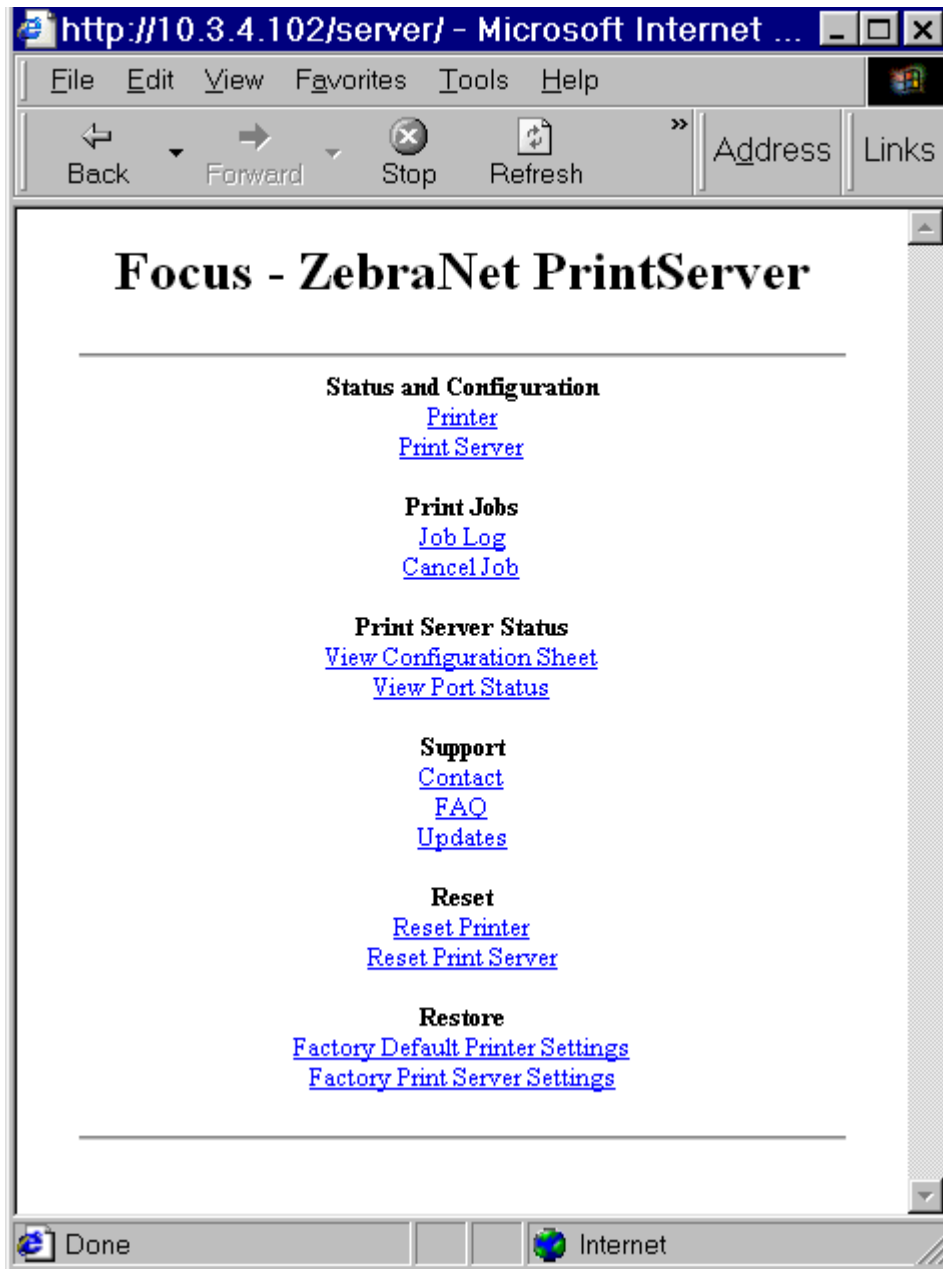 http://10.3.4.102/server/ - Microsoft Internet ...
File Edit View Favorites Tools Help
Back Forward Stop Refresh » Address Links
Focus - ZebraNet PrintServer
Status and Configuration
Printer
Print Server
Print Jobs
Job Log
Cancel Job
Print Server Status
View Configuration Sheet
View Port Status
Support
Contact
FAQ
Updates
Reset
Reset Printer
Reset Print Server
Restore
Factory Default Printer Settings
Factory Print Server Settings
Done Internet